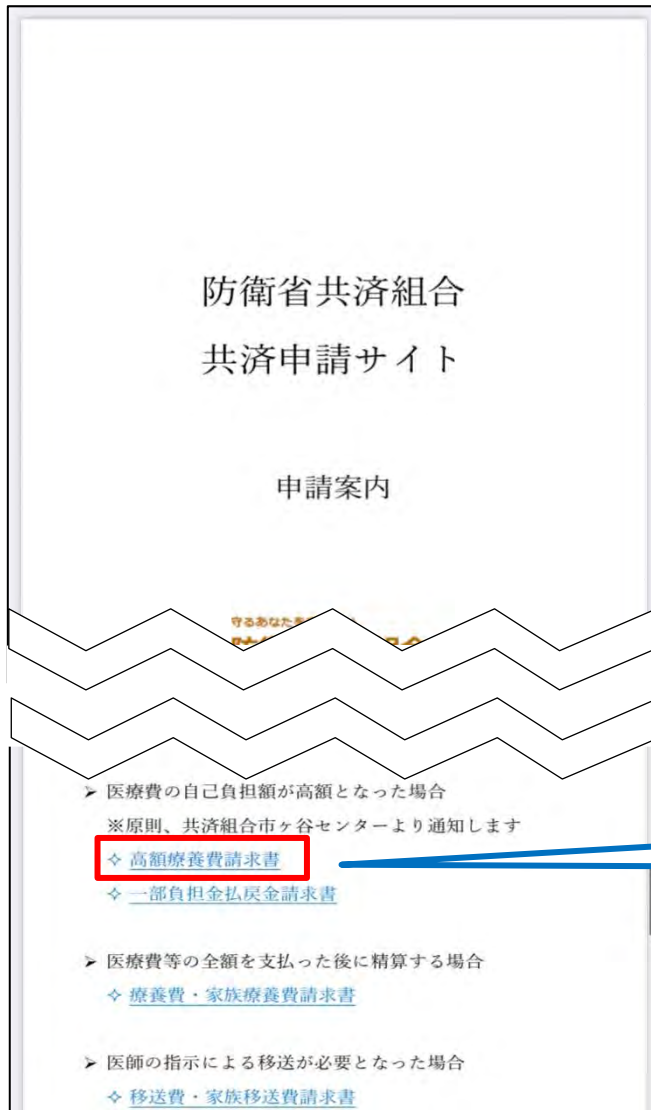 防衛省共済組合
共済申請サイト
申請案内
守るあなた
➢ 医療費の自己負担額が高額となった場合
※原則、共済組合市ヶ谷センターより通知します
✧ 高額療養費請求書
✧ 一部負担金払戻金請求書
➢ 医療費等の全額を支払った後に精算する場合
✧ 療養費・家族療養費請求書
➢ 医師の指示による移送が必要となった場合
✧ 移送費・家族移送費請求書